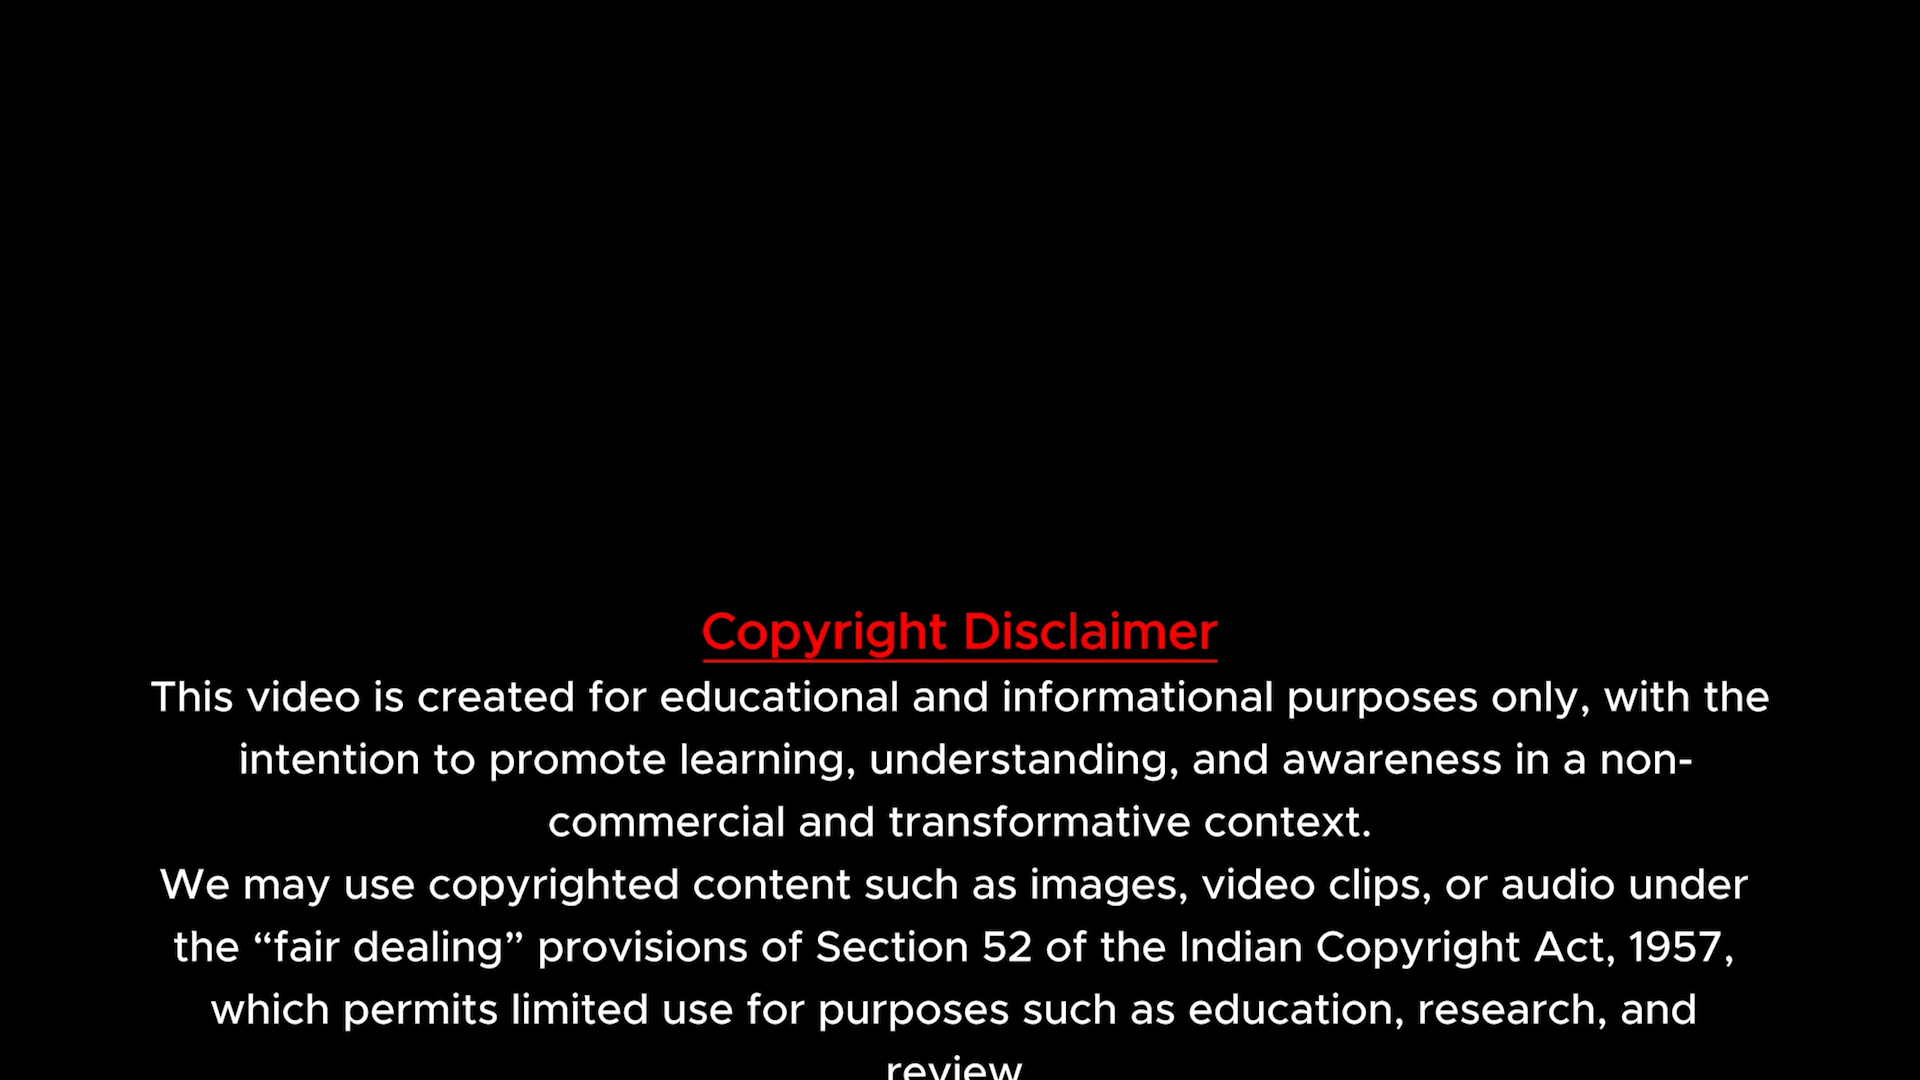 Copyright Disclaimer
This video is created for educational and informational purposes only, with the
intention to promote learning, understanding, and awareness in a non-
commercial and transformative context.
We may use copyrighted content such as images, video clips, or audio under
the “fair dealing” provisions of Section 52 of the Indian Copyright Act, 1957,
which permits limited use for purposes such as education, research, and
review